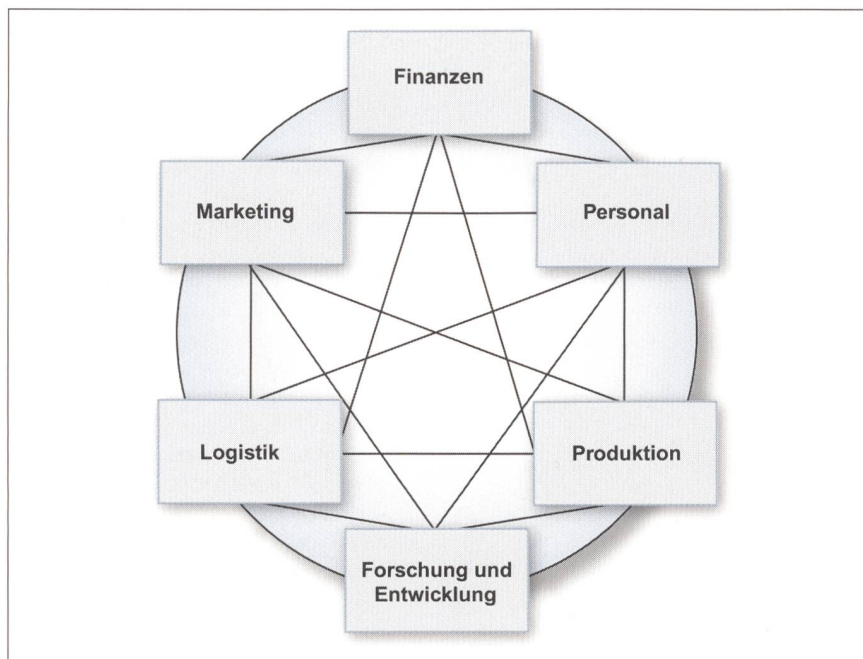 Finanzen
Marketing
Personal
Logistik
Produktion
Forschung und
Entwicklung